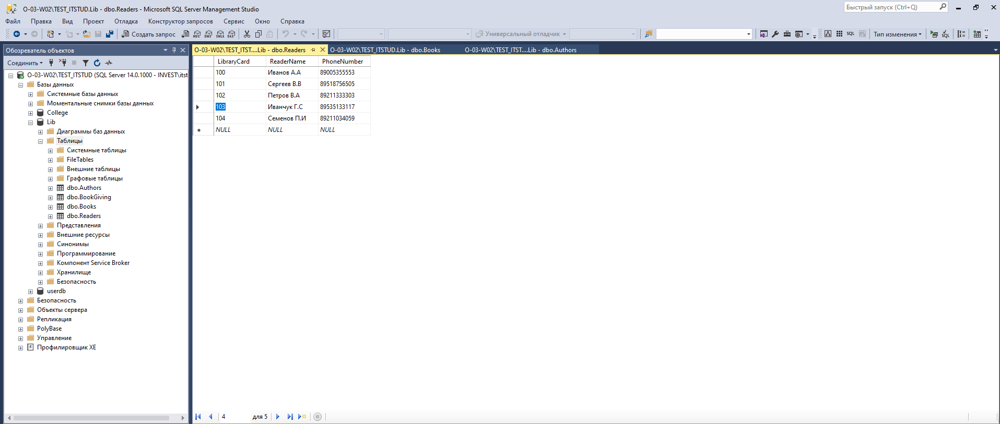 O-03-W02\TEST_ITSTUD.Lib - dbo.Readers - Microsoft SQL Server Management Studio
Быстрый запуск (Ctrl+Q)
Файл Правка Вид Проект Отладка Конструктор запросов Сервис Окно Справка
Создать запрос MDX DMX XMLA DAX Универсальный отладчик SQL Тип изменения SQL
Обозреватель объектов
O-03-W02\TEST_ITST....Lib - dbo.Readers O-03-W02\TEST_ITSTUD.Lib - dbo.Books O-03-W02\TEST_ITST....Lib - dbo.Authors
Соединить
O-03-W02\TEST_ITSTUD (SQL Server 14.0.1000 - INVEST\itst
Базы данных
Системные базы данных
Моментальные снимки базы данных
College
Lib
Диаграммы баз данных
Таблицы
Системные таблицы
FileTables
Внешние таблицы
Графовые таблицы
dbo.Authors
dbo.BookGiving
dbo.Books
dbo.Readers
Представления
Внешние ресурсы
Синонимы
Программирование
Компонент Service Broker
Хранилище
Безопасность
userdb
Безопасность
Объекты сервера
Репликация
PolyBase
Управление
Профилировщик XE
LibraryCard ReaderName PhoneNumber
100 Иванов А.А 89005355553
101 Сергеев В.В 89518756505
102 Петров В.А 89211333303
103 Иванчук Г.С 89535133117
104 Семенов П.И 89211034059
NULL NULL NULL
4 для 5